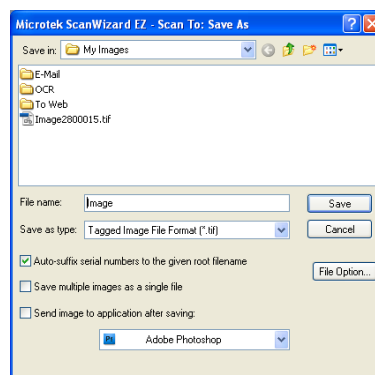 Microtek ScanWizard EZ - Scan To: Save As
Save in: My Images
E-Mail
OCR
To Web
Image2800015.tif
File name: Image Save
Save as type: Tagged Image File Format (*.tif) Cancel
Auto-suffix serial numbers to the given root filename
File Option...
Save multiple images as a single file
Send image to application after saving:
Adobe Photoshop